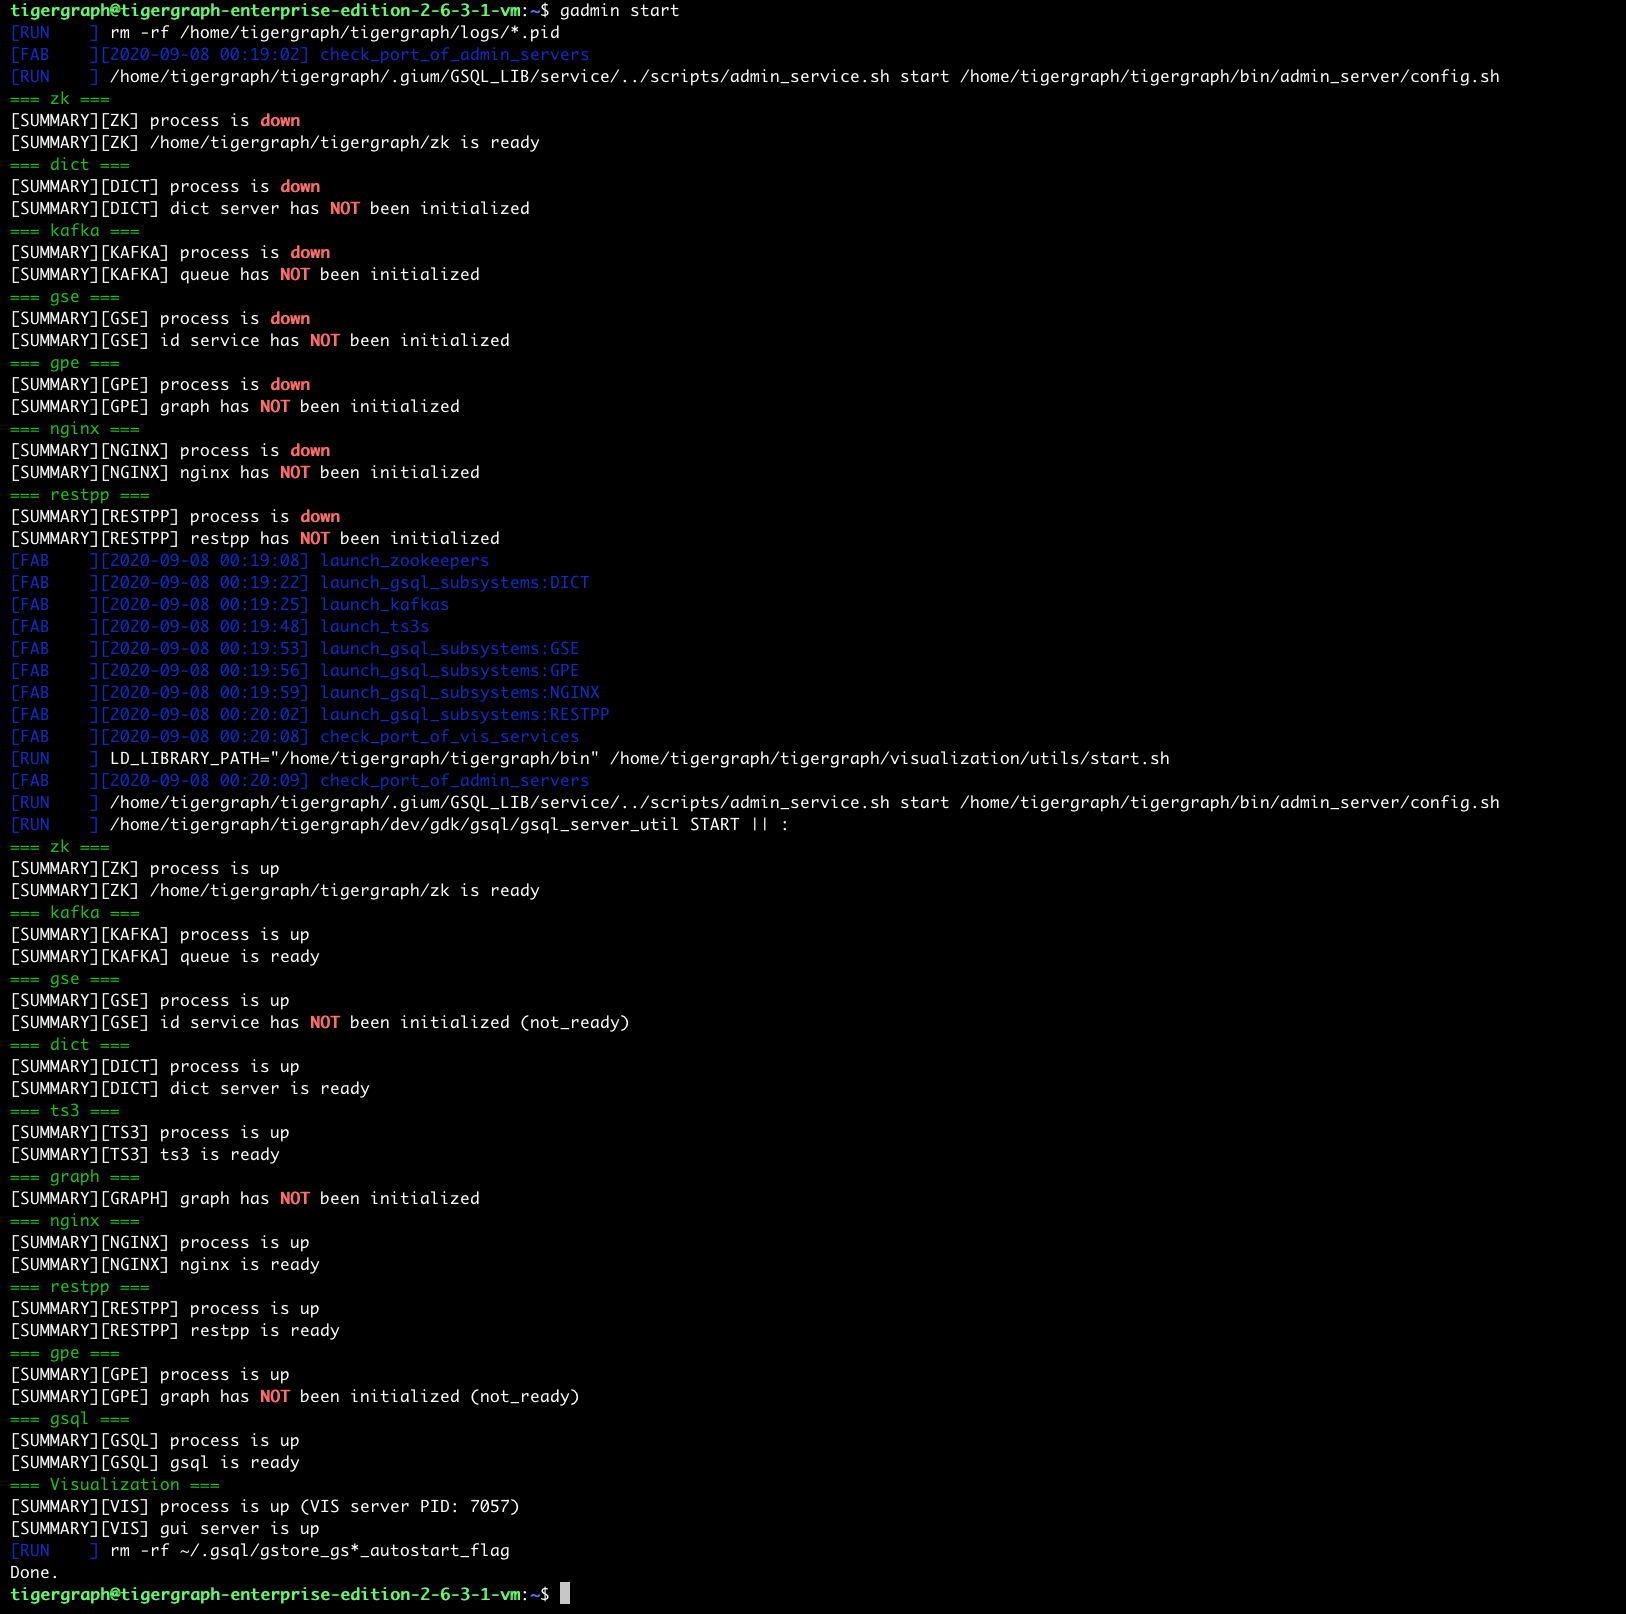 tigergraph@tigergraph-enterprise-edition-2-6-3-1-vm:~$ gadmin start
[RUN    ] rm -rf /home/tigergraph/tigergraph/logs/*.pid
[FAB    ][2020-09-08 00:19:02] check_port_of_admin_servers
[RUN    ] /home/tigergraph/tigergraph/.gium/GSQL_LIB/service/../scripts/admin_service.sh start /home/tigergraph/tigergraph/bin/admin_server/config.sh
=== zk ===
[SUMMARY][ZK] process is down
[SUMMARY][ZK] /home/tigergraph/tigergraph/zk is ready
=== dict ===
[SUMMARY][DICT] process is down
[SUMMARY][DICT] dict server has NOT been initialized
=== kafka ===
[SUMMARY][KAFKA] process is down
[SUMMARY][KAFKA] queue has NOT been initialized
=== gse ===
[SUMMARY][GSE] process is down
[SUMMARY][GSE] id service has NOT been initialized
=== gpe ===
[SUMMARY][GPE] process is down
[SUMMARY][GPE] graph has NOT been initialized
=== nginx ===
[SUMMARY][NGINX] process is down
[SUMMARY][NGINX] nginx has NOT been initialized
=== restpp ===
[SUMMARY][RESTPP] process is down
[SUMMARY][RESTPP] restpp has NOT been initialized
[FAB    ][2020-09-08 00:19:08] launch_zookeepers
[FAB    ][2020-09-08 00:19:22] launch_gsql_subsystems:DICT
[FAB    ][2020-09-08 00:19:25] launch_kafkas
[FAB    ][2020-09-08 00:19:48] launch_ts3s
[FAB    ][2020-09-08 00:19:53] launch_gsql_subsystems:GSE
[FAB    ][2020-09-08 00:19:56] launch_gsql_subsystems:GPE
[FAB    ][2020-09-08 00:19:59] launch_gsql_subsystems:NGINX
[FAB    ][2020-09-08 00:20:02] launch_gsql_subsystems:RESTPP
[FAB    ][2020-09-08 00:20:08] check_port_of_vis_services
[RUN    ] LD_LIBRARY_PATH="/home/tigergraph/tigergraph/bin" /home/tigergraph/tigergraph/visualization/utils/start.sh
[FAB    ][2020-09-08 00:20:09] check_port_of_admin_servers
[RUN    ] /home/tigergraph/tigergraph/.gium/GSQL_LIB/service/../scripts/admin_service.sh start /home/tigergraph/tigergraph/bin/admin_server/config.sh
[RUN    ] /home/tigergraph/tigergraph/dev/gdk/gsql/gsql_server_util START || :
=== zk ===
[SUMMARY][ZK] process is up
[SUMMARY][ZK] /home/tigergraph/tigergraph/zk is ready
=== kafka ===
[SUMMARY][KAFKA] process is up
[SUMMARY][KAFKA] queue is ready
=== gse ===
[SUMMARY][GSE] process is up
[SUMMARY][GSE] id service has NOT been initialized (not_ready)
=== dict ===
[SUMMARY][DICT] process is up
[SUMMARY][DICT] dict server is ready
=== ts3 ===
[SUMMARY][TS3] process is up
[SUMMARY][TS3] ts3 is ready
=== graph ===
[SUMMARY][GRAPH] graph has NOT been initialized
=== nginx ===
[SUMMARY][NGINX] process is up
[SUMMARY][NGINX] nginx is ready
=== restpp ===
[SUMMARY][RESTPP] process is up
[SUMMARY][RESTPP] restpp is ready
=== gpe ===
[SUMMARY][GPE] process is up
[SUMMARY][GPE] graph has NOT been initialized (not_ready)
=== gsql ===
[SUMMARY][GSQL] process is up
[SUMMARY][GSQL] gsql is ready
=== Visualization ===
[SUMMARY][VIS] process is up (VIS server PID: 7057)
[SUMMARY][VIS] gui server is up
[RUN    ] rm -rf ~/.gsql/gstore_gs*_autostart_flag
Done.
tigergraph@tigergraph-enterprise-edition-2-6-3-1-vm:~$